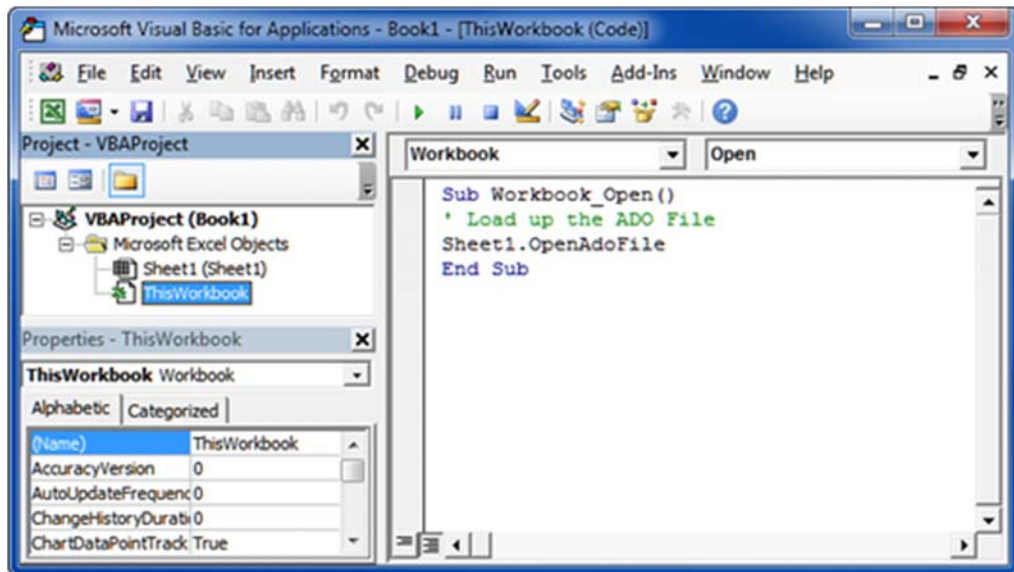 Microsoft Visual Basic for Applications - Book1 - [ThisWorkbook (Code)]
File Edit View Insert Format Debug Run Tools Add-Ins Window Help
Project - VBAProject
VBAProject (Book1)
Microsoft Excel Objects
Sheet1 (Sheet1)
ThisWorkbook
Properties - ThisWorkbook
ThisWorkbook Workbook
Alphabetic Categorized
(Name) ThisWorkbook
AccuracyVersion 0
AutoUpdateFrequenc 0
ChangeHistoryDurati 0
ChartDataPointTrack True
Workbook Open
Sub Workbook_Open()
' Load up the ADO File
Sheet1.OpenAdoFile
End Sub